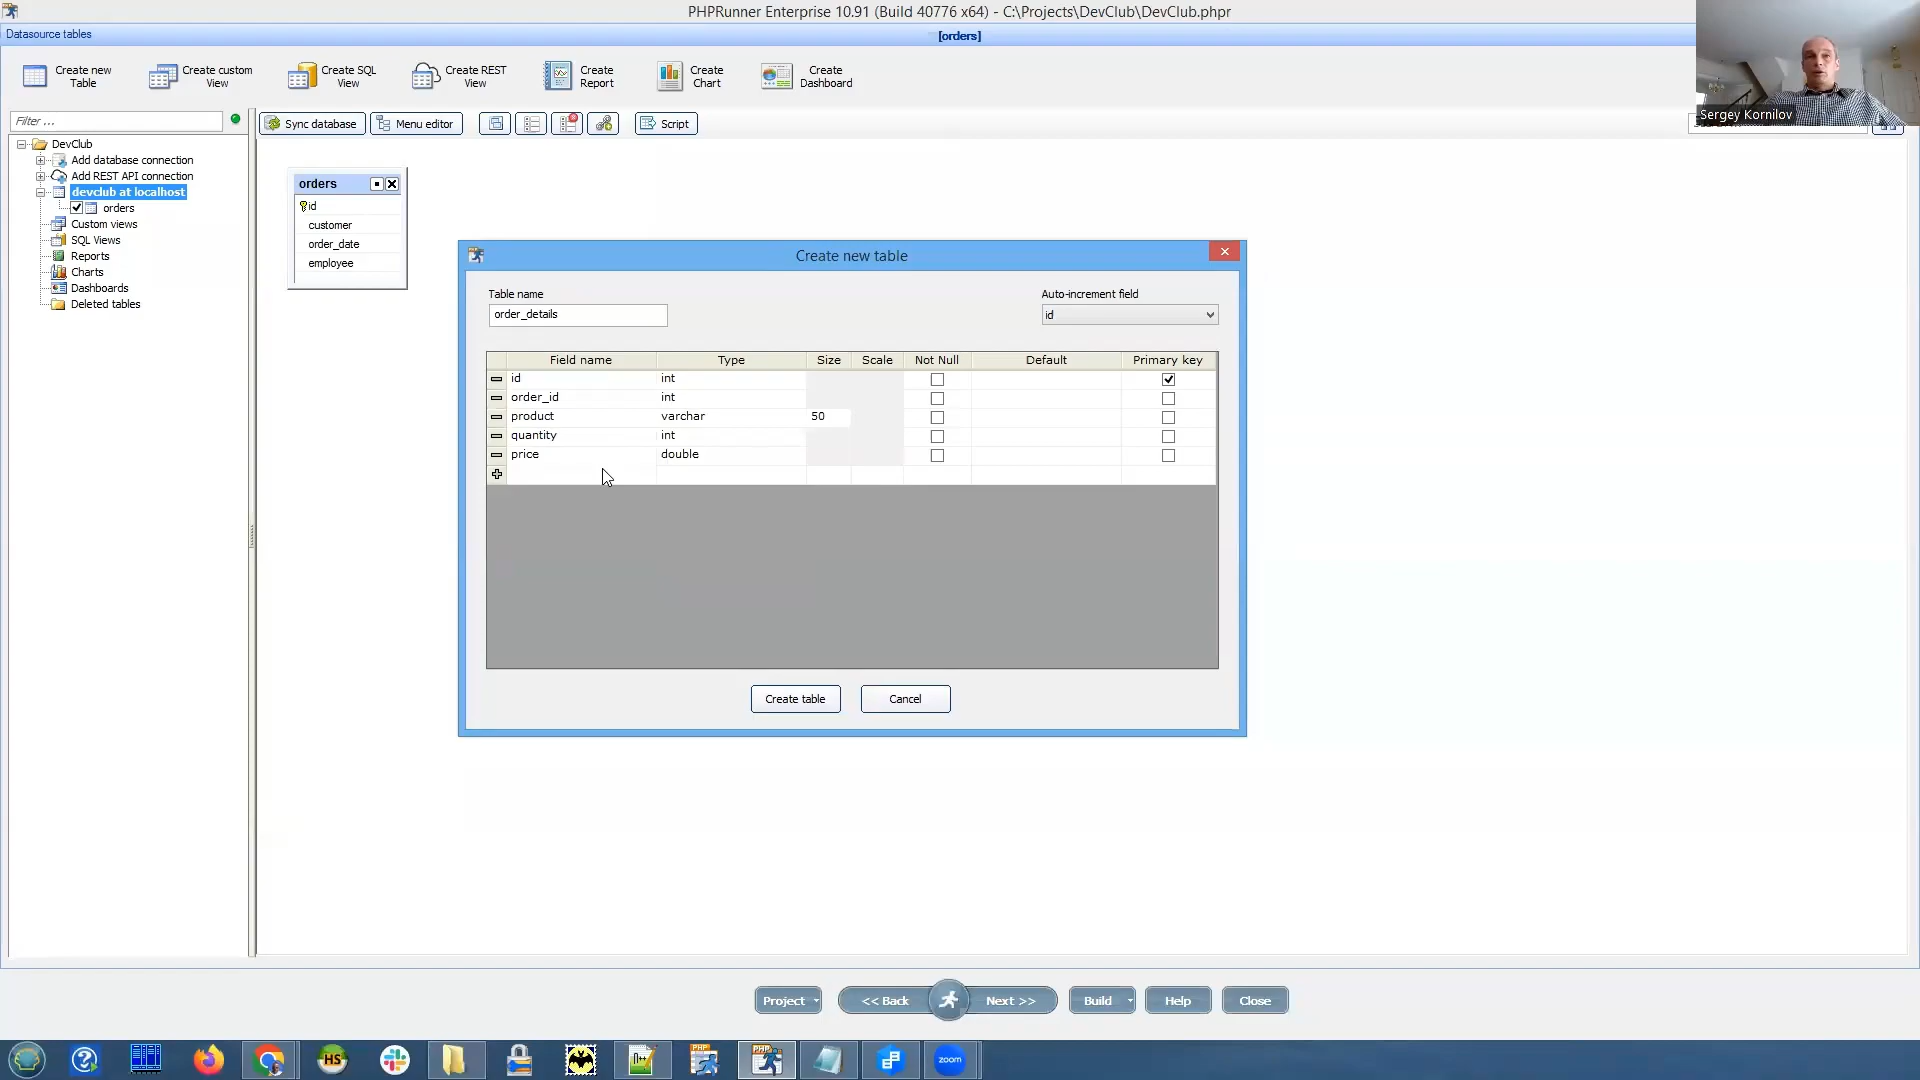 PHPRunner Enterprise 10.91 (Build 40776 x64) - C:\Projects\DevClub\DevClub.phpr
Datasource tables
[orders]
Create new Table
Create custom View
Create SQL View
Create REST View
Create Report
Create Chart
Create Dashboard
Sergey Kornilov
Filter ...
Sync database
Menu editor
Script
DevClub
Add database connection
Add REST API connection
devclub at localhost
orders
Custom views
SQL Views
Reports
Charts
Dashboards
Deleted tables
orders
id
customer
order_date
employee
Create new table
Table name
Auto-increment field
order_details
id
Field name Type Size Scale Not Null Default Primary key
id int
order_id int
product varchar 50
quantity int
price double
Create table
Cancel
Project
<< Back
Next >>
Build
Help
Close
HS
zoom